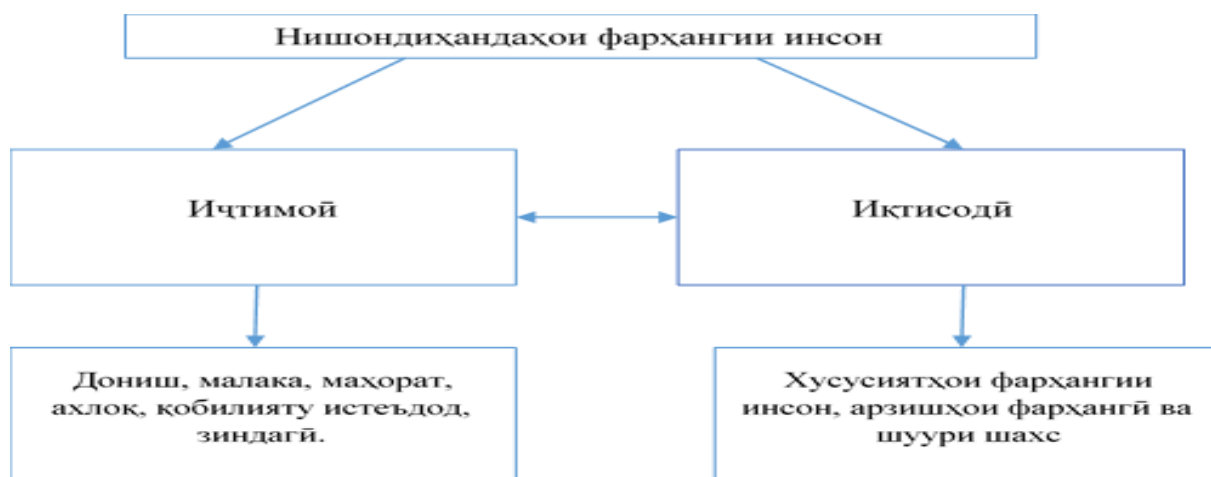 Нишондиҳандаҳои фарҳангии инсон
Иҷтимоӣ
Иқтисодӣ
Дониш, малака, маҳорат,
ахлоқ, қобилияту истеъдод,
зиндагӣ.
Хусусиятҳои фарҳангии
инсон, арзишҳои фарҳангӣ ва
шуури шахс